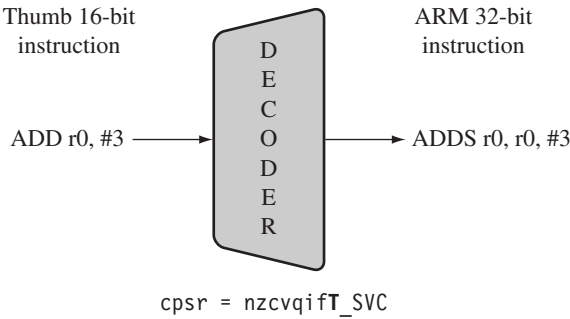 Thumb 16-bit
instruction
ARM 32-bit
instruction
D
E
C
O
D
E
R
ADD r0, #3
ADDS r0, r0, #3
cpsr = nzcvqifT_SVC